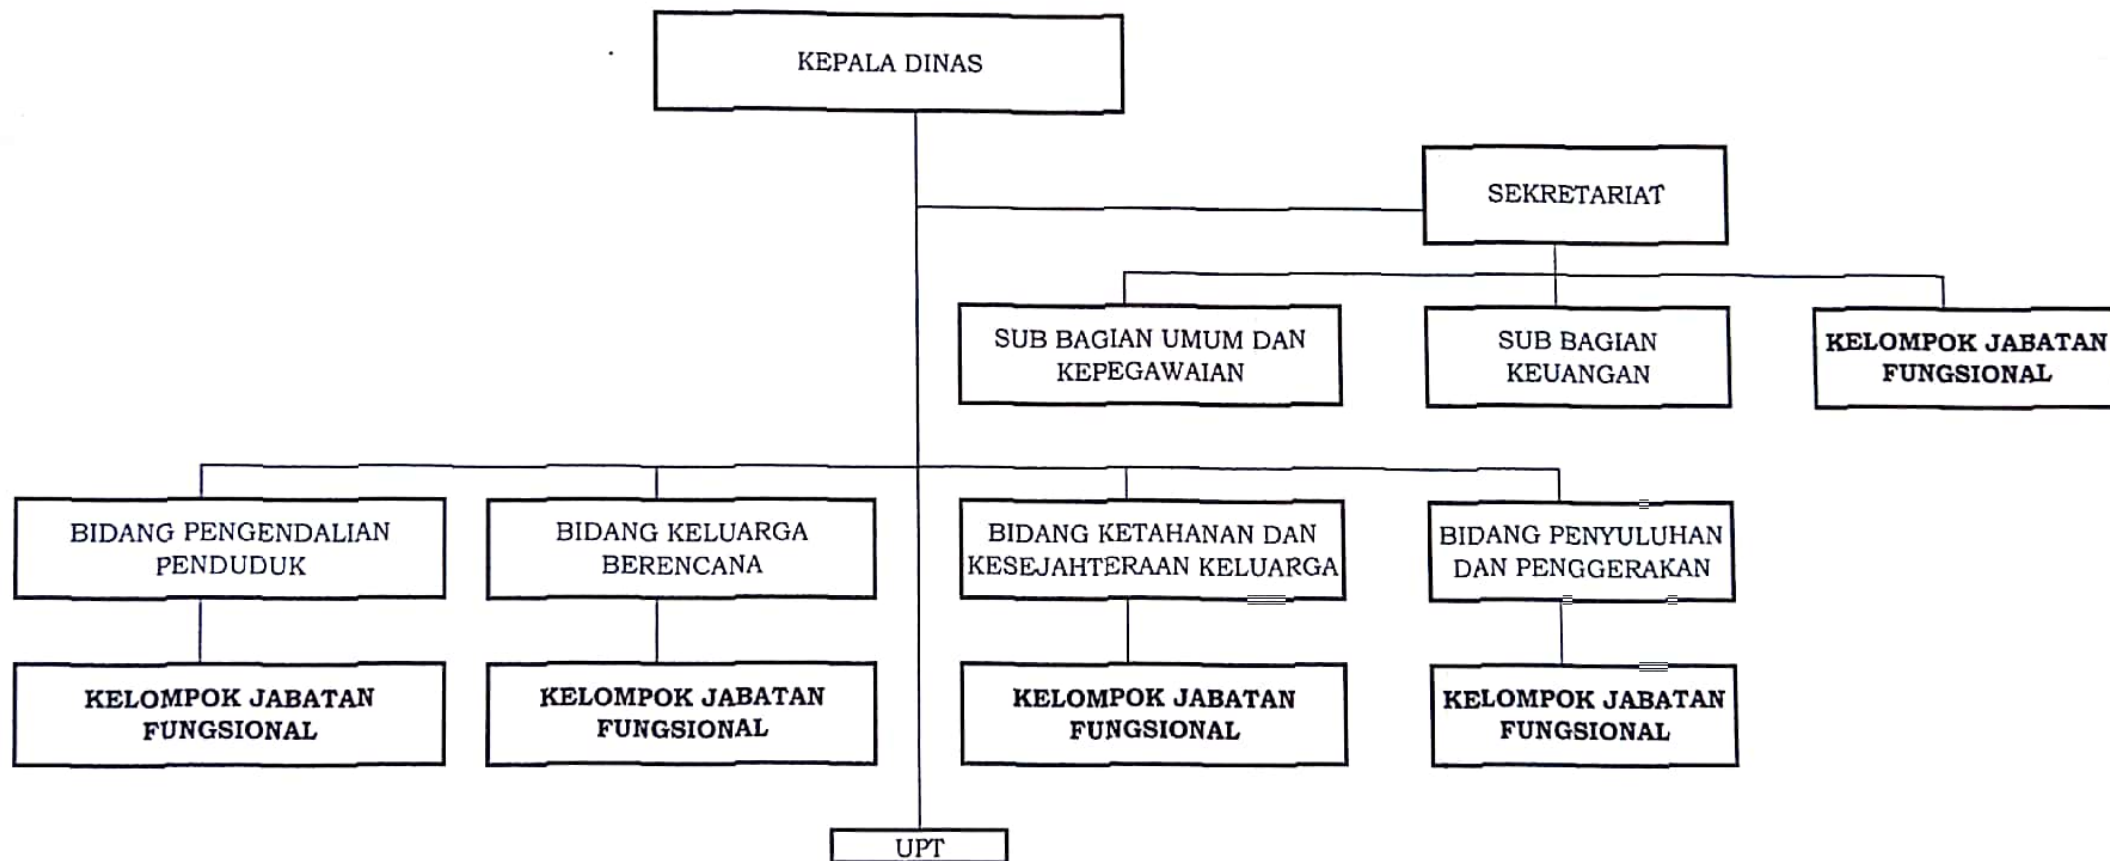 KEPALA DINAS
SEKRETARIAT
SUB BAGIAN UMUM DAN
KEPEGAWAIAN
SUB BAGIAN
KEUANGAN
KELOMPOK JABATAN
FUNGSIONAL
BIDANG PENGENDALIAN
PENDUDUK
BIDANG KELUARGA
BERENCANA
BIDANG KETAHANAN DAN
KESEJAHTERAAN KELUARGA
BIDANG PENYULUHAN
DAN PENGGERAKAN
KELOMPOK JABATAN
FUNGSIONAL
KELOMPOK JABATAN
FUNGSIONAL
KELOMPOK JABATAN
FUNGSIONAL
KELOMPOK JABATAN
FUNGSIONAL
UPT